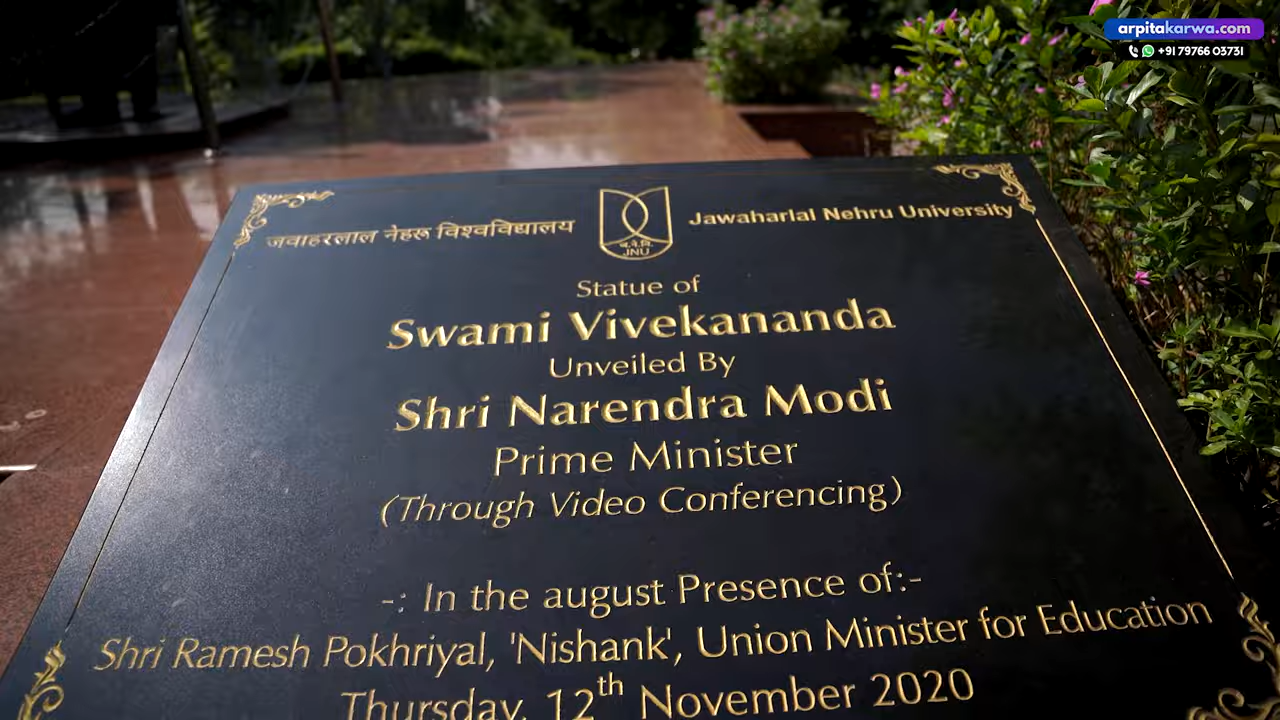 arpitakarwa.com
+91 79766 03731
जवाहरलाल नेहरू विश्वविद्यालय
ज.ने.वि.
JNU
Jawaharlal Nehru University
Statue of
Swami Vivekananda
Unveiled By
Shri Narendra Modi
Prime Minister
(Through Video Conferencing)
-: In the august Presence of:-
Shri Ramesh Pokhriyal, 'Nishank', Union Minister for Education
Thursday, 12th November 2020